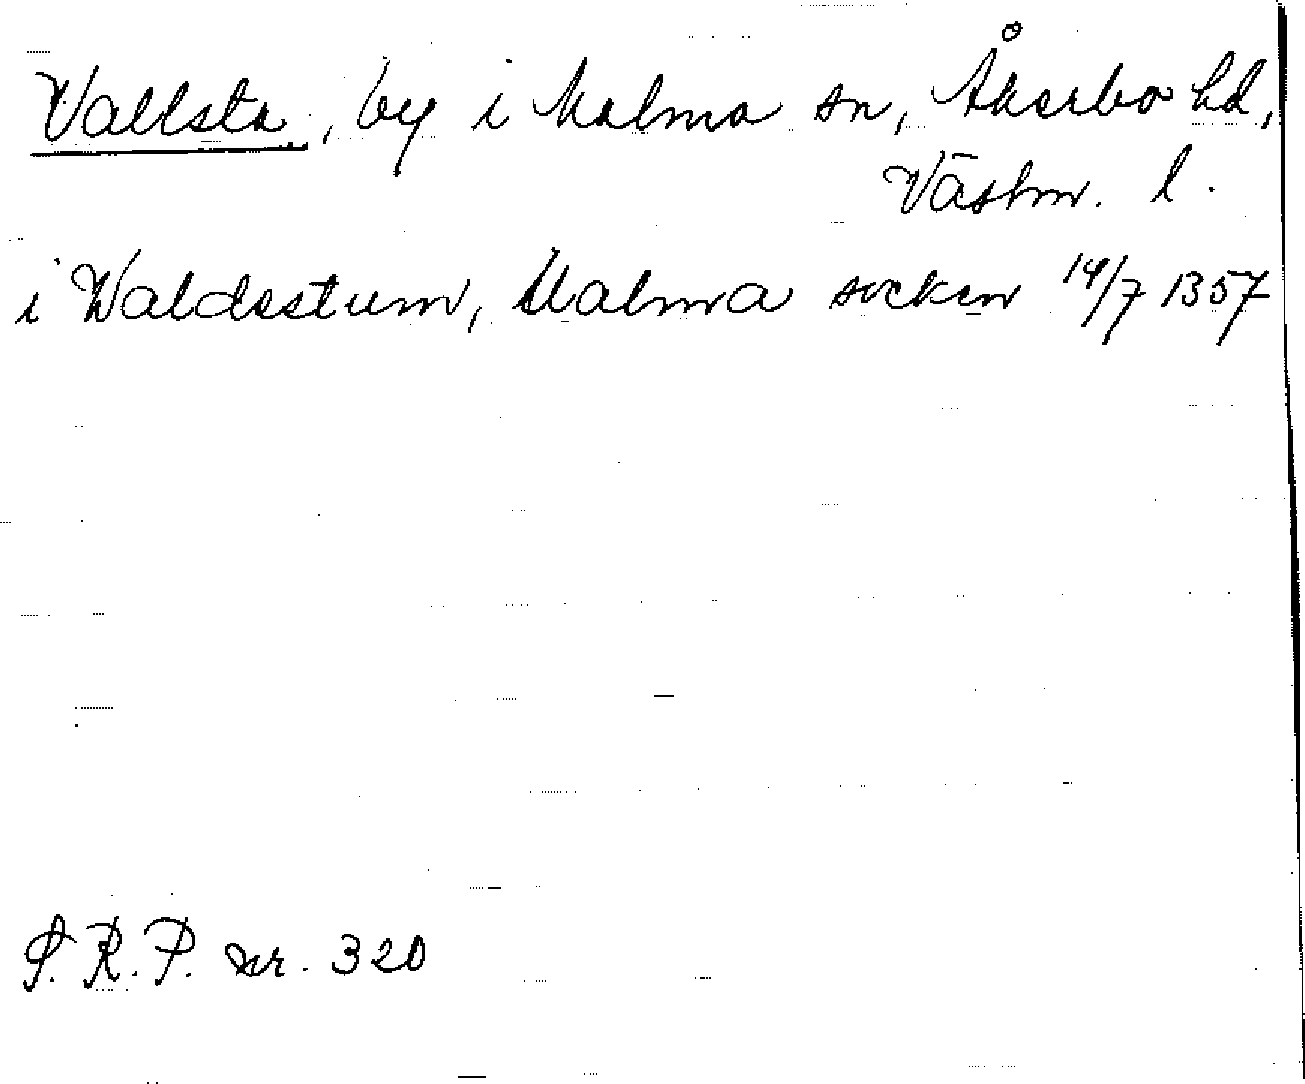 Vallsta, by i Malma sn, Åkerbo hd,
Västm. l.
i Waldestum, Malma socken 14/7 1357
S. R. P. nr. 320